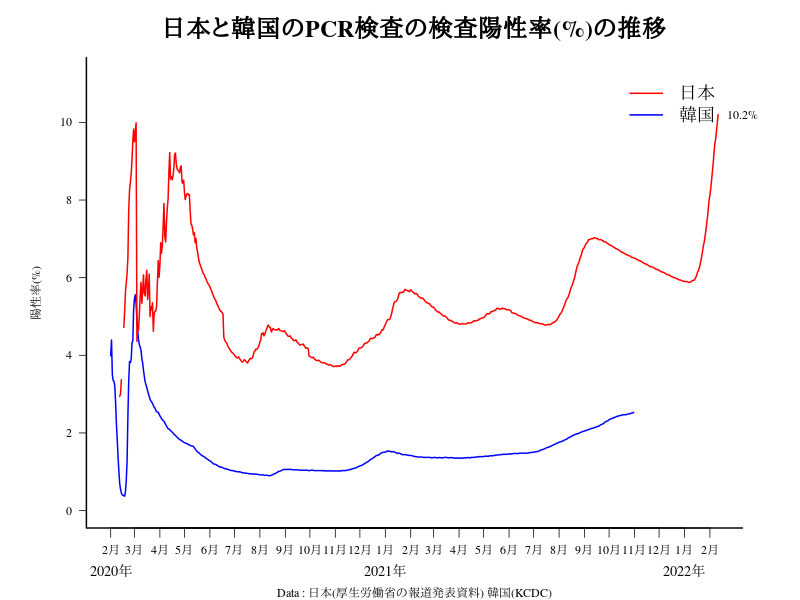 日本と韓国のPCR検査の検査陽性率(%)の推移
日本
韓国
10.2%
陽性率(%)
10
8
6
4
2
0
2月 3月 4月 5月 6月 7月 8月 9月 10月 11月 12月 1月 2月 3月 4月 5月 6月 7月 8月 9月 10月 11月 12月 1月 2月
2020年 2021年 2022年
Data : 日本(厚生労働省の報道発表資料) 韓国(KCDC)